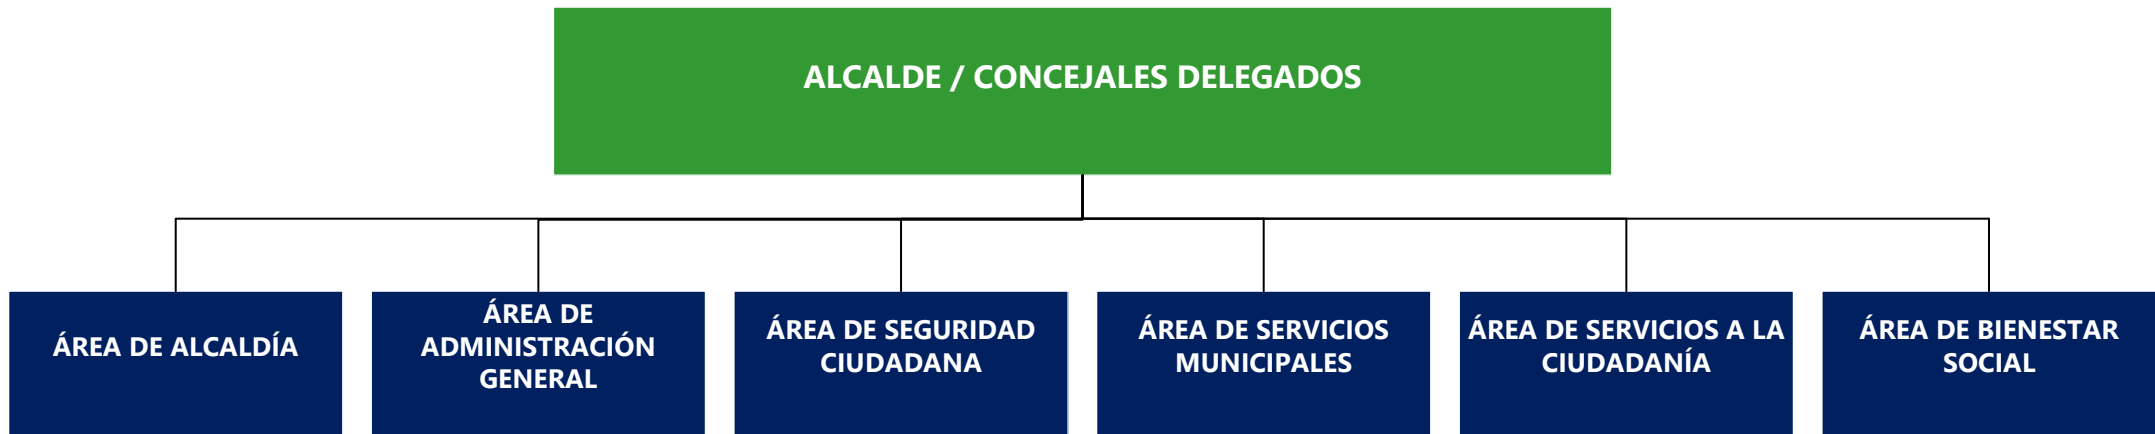 ALCALDE / CONCEJALES DELEGADOS
ÁREA DE ALCALDÍA
ÁREA DE
ADMINISTRACIÓN
GENERAL
ÁREA DE SEGURIDAD
CIUDADANA
ÁREA DE SERVICIOS
MUNICIPALES
ÁREA DE SERVICIOS A LA
CIUDADANÍA
ÁREA DE BIENESTAR
SOCIAL